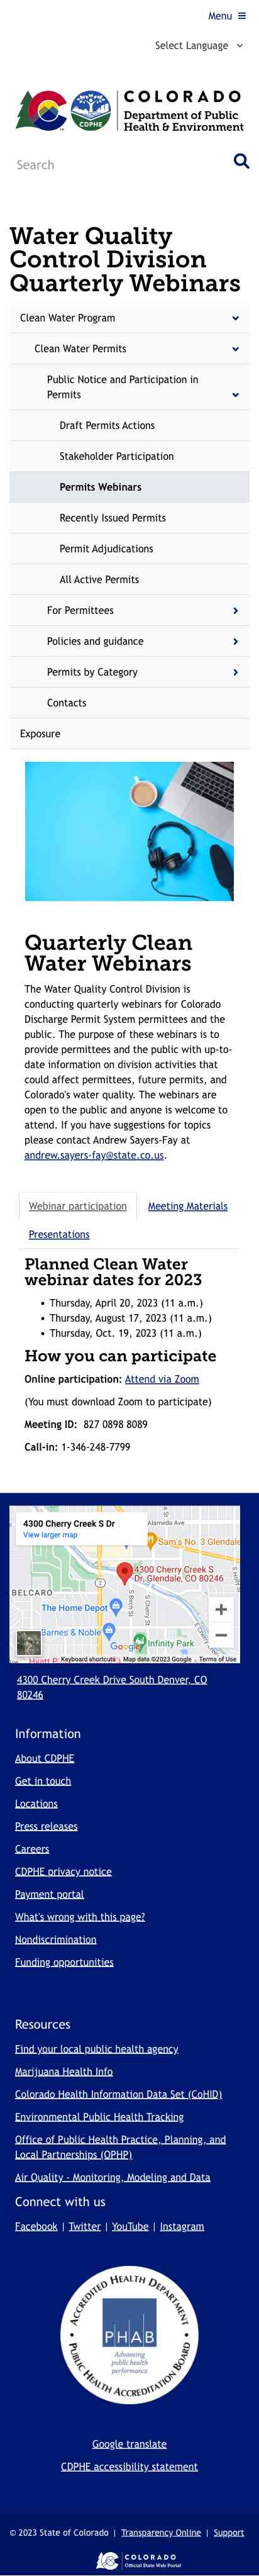 Menu
Select Language
COLORADO
Department of Public
Health & Environment
CDPHE
Search
Water Quality
Control Division
Quarterly Webinars
Clean Water Program
Clean Water Permits
Public Notice and Participation in
Permits
Draft Permits Actions
Stakeholder Participation
Permits Webinars
Recently Issued Permits
Permit Adjudications
All Active Permits
For Permittees
Policies and guidance
Permits by Category
Contacts
Exposure
Quarterly Clean
Water Webinars
The Water Quality Control Division is
conducting quarterly webinars for Colorado
Discharge Permit System permittees and the
public. The purpose of these webinars is to
provide permittees and the public with up-to-
date information on division activities that
could affect permittees, future permits, and
Colorado's water quality. The webinars are
open to the public and anyone is welcome to
attend. If you have suggestions for topics
please contact Andrew Sayers-Fay at
andrew.sayers-fay@state.co.us.
Webinar participation
Meeting Materials
Presentations
Planned Clean Water
webinar dates for 2023
• Thursday, April 20, 2023 (11 a.m.)
• Thursday, August 17, 2023 (11 a.m.)
• Thursday, Oct. 19, 2023 (11 a.m.)
How you can participate
Online participation: Attend via Zoom
(You must download Zoom to participate)
Meeting ID: 827 0898 8089
Call-in: 1-346-248-7799
4300 Cherry Creek S Dr
View larger map
Alameda Ave
Sam's No. 3 Glendale
4300 Cherry Creek S
Dr, Glendale, CO 80246
BELCARO
S Birch St
S Cherry St
The Home Depot
Barnes & Noble
Google
Infinity Park
Hyatt P
Keyboard shortcuts
Map data ©2023 Google
Terms of Use
4300 Cherry Creek Drive South Denver, CO
80246
Information
About CDPHE
Get in touch
Locations
Press releases
Careers
CDPHE privacy notice
Payment portal
What's wrong with this page?
Nondiscrimination
Funding opportunities
Resources
Find your local public health agency
Marijuana Health Info
Colorado Health Information Data Set (CoHID)
Environmental Public Health Tracking
Office of Public Health Practice, Planning, and
Local Partnerships (OPHP)
Air Quality - Monitoring, Modeling and Data
Connect with us
Facebook | Twitter | YouTube | Instagram
ACCREDITED HEALTH DEPARTMENT
PHAB
Advancing
public health
performance
PUBLIC HEALTH ACCREDITATION BOARD
Google translate
CDPHE accessibility statement
© 2023 State of Colorado | Transparency Online | Support
COLORADO
Official State Web Portal